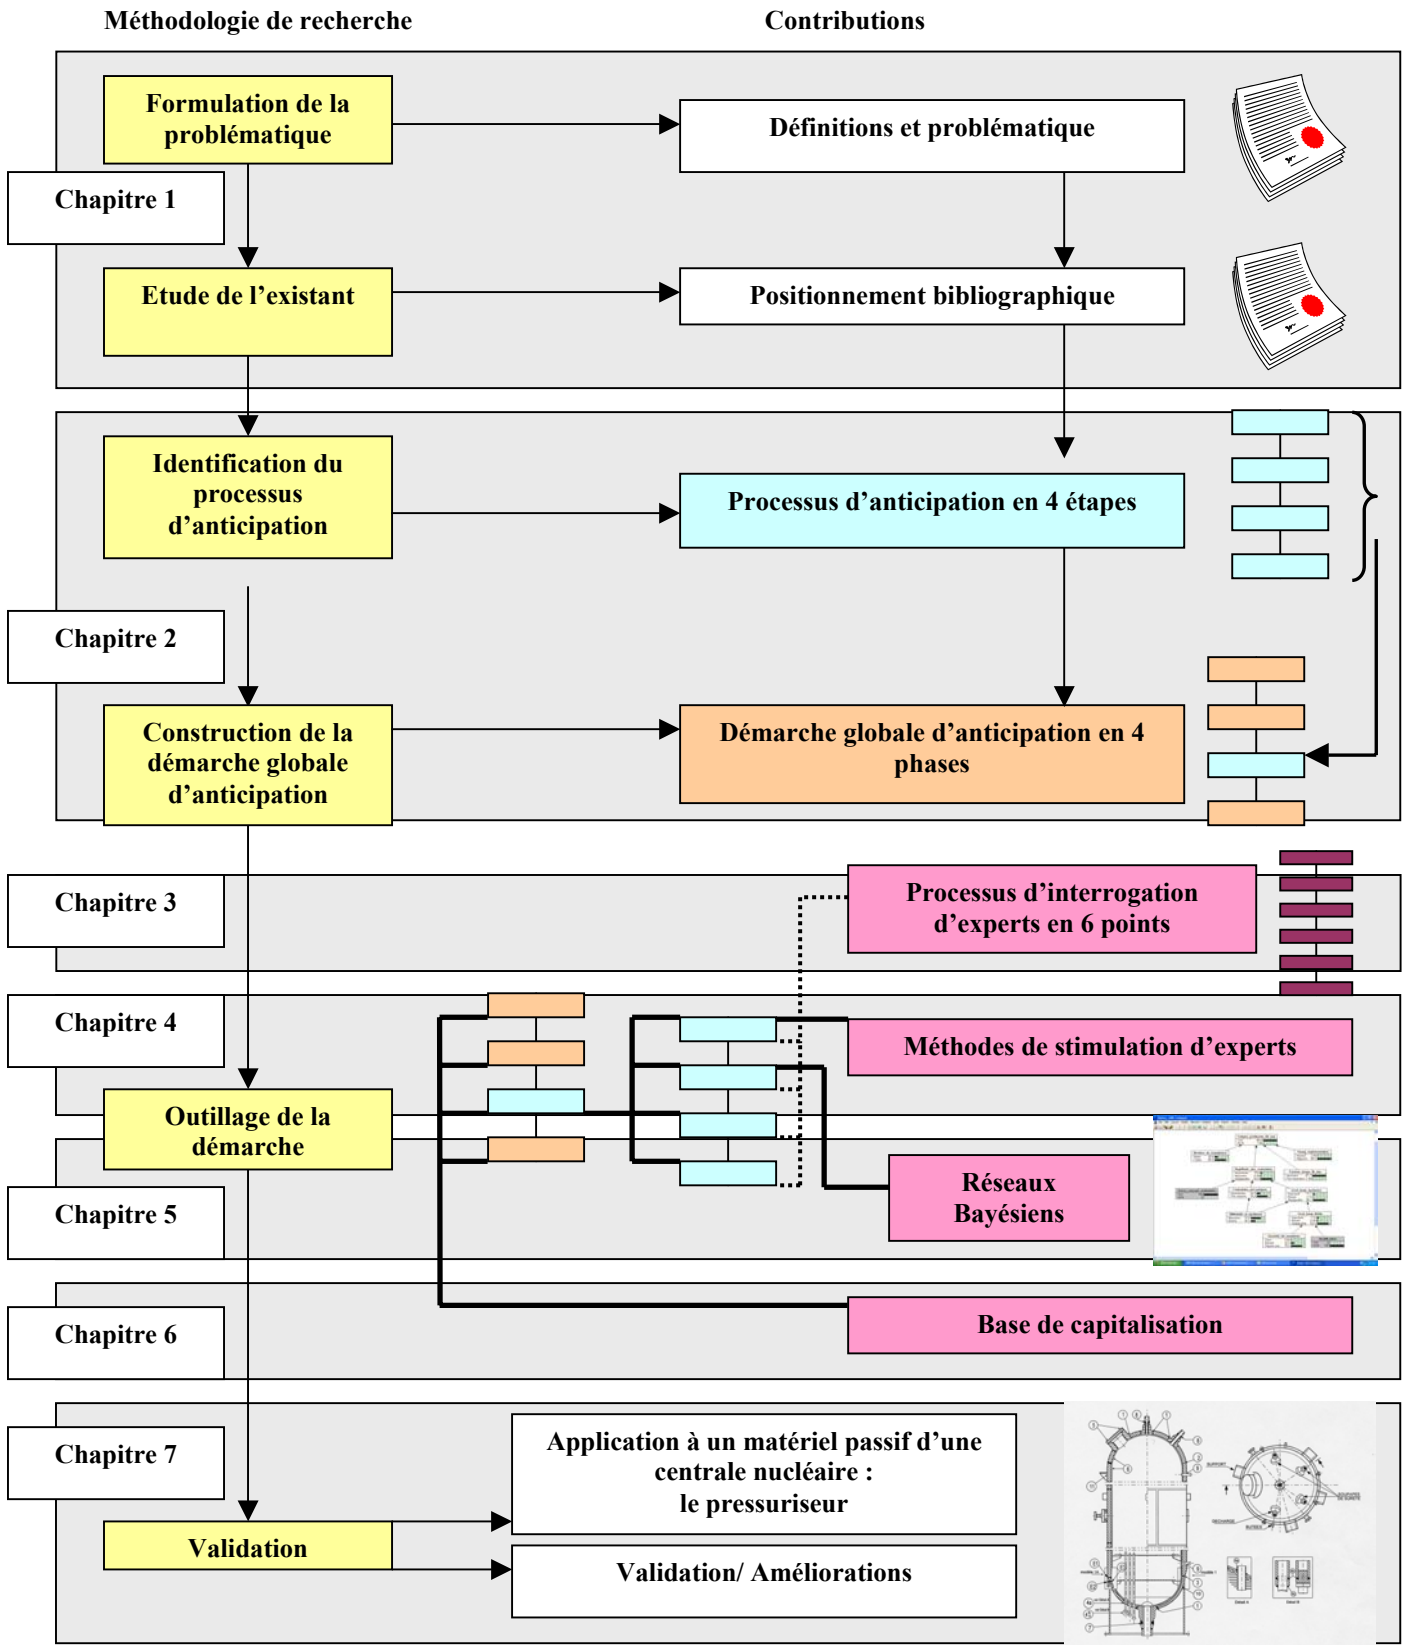 Méthodologie de recherche
Contributions
Formulation de la
problématique
Définitions et problématique
Chapitre 1
Etude de l’existant
Positionnement bibliographique
Identification du
processus
d’anticipation
Processus d’anticipation en 4 étapes
Chapitre 2
Construction de la
démarche globale
d’anticipation
Démarche globale d’anticipation en 4
phases
Chapitre 3
Processus d’interrogation
d’experts en 6 points
Chapitre 4
Méthodes de stimulation d’experts
Outillage de la
démarche
Chapitre 5
Réseaux
Bayésiens
Chapitre 6
Base de capitalisation
Chapitre 7
Application à un matériel passif d’une
centrale nucléaire :
le pressuriseur
Validation
Validation/ Améliorations
SUPPORT
DECHARGE